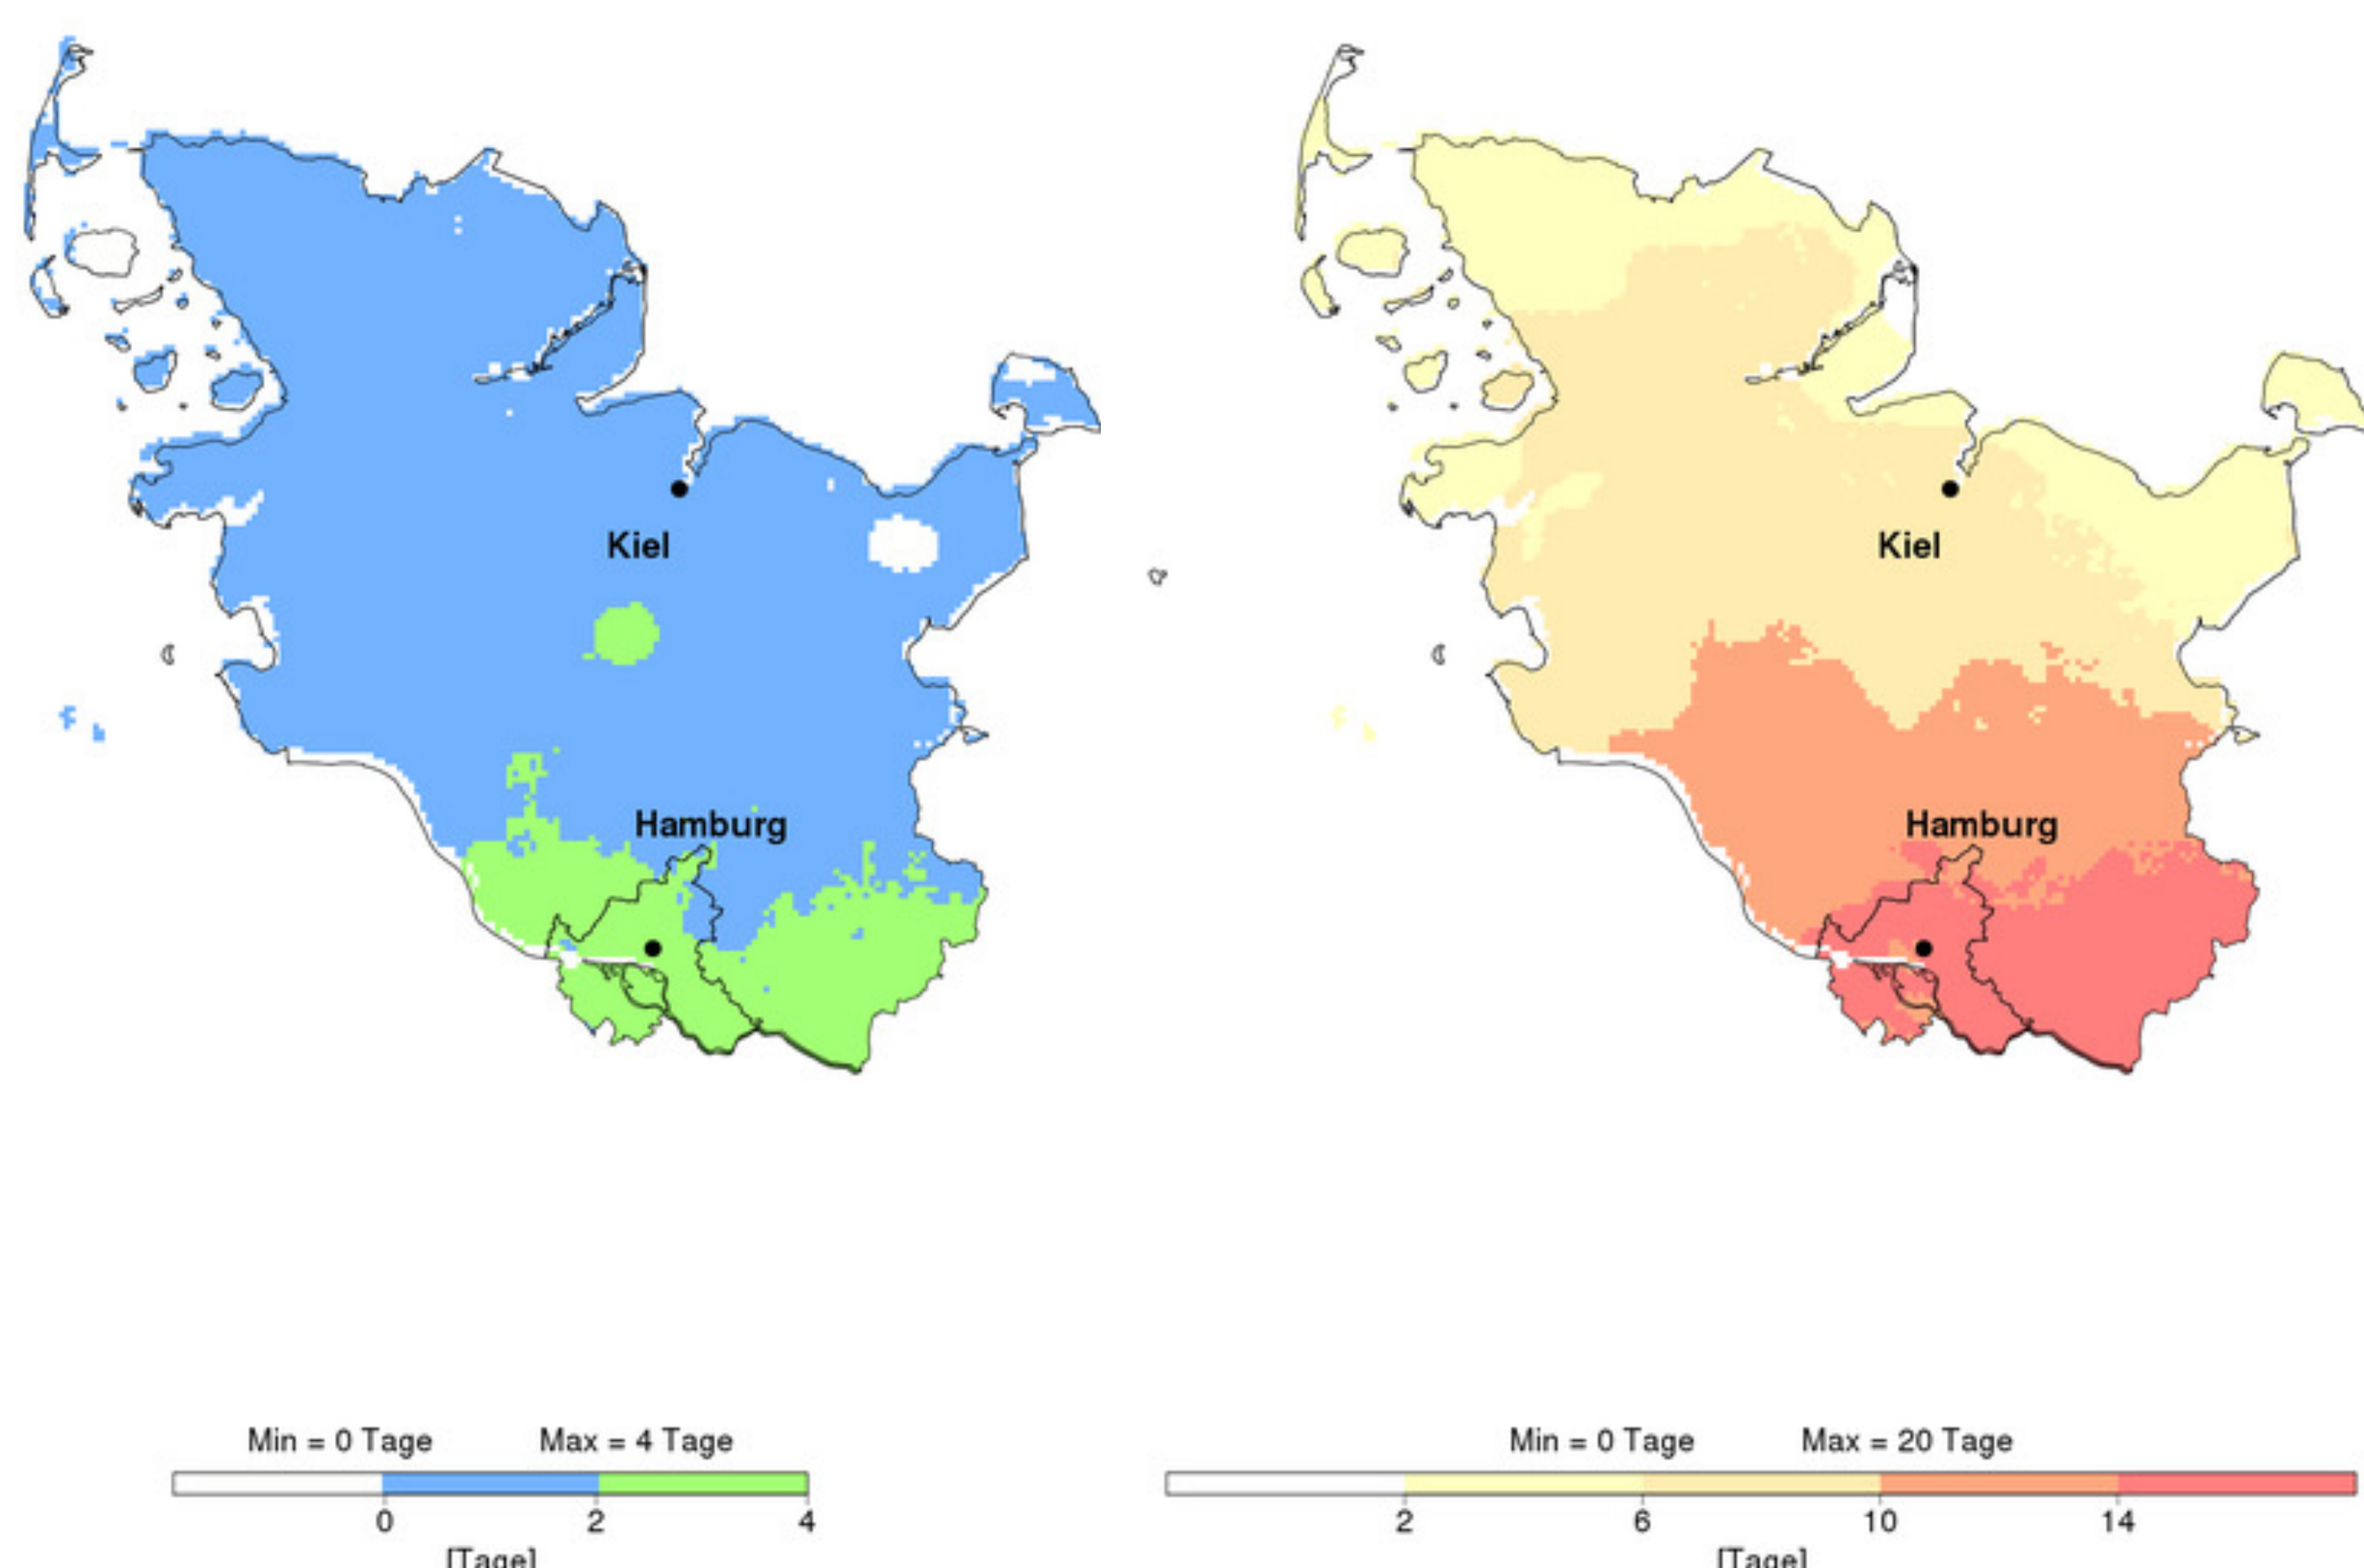 Kiel
Kiel
Hamburg
Hamburg
Min = 0 Tage Max = 4 Tage
Min = 0 Tage Max = 20 Tage
0 2 4
2 6 10 14
[Tage]
[Tage]